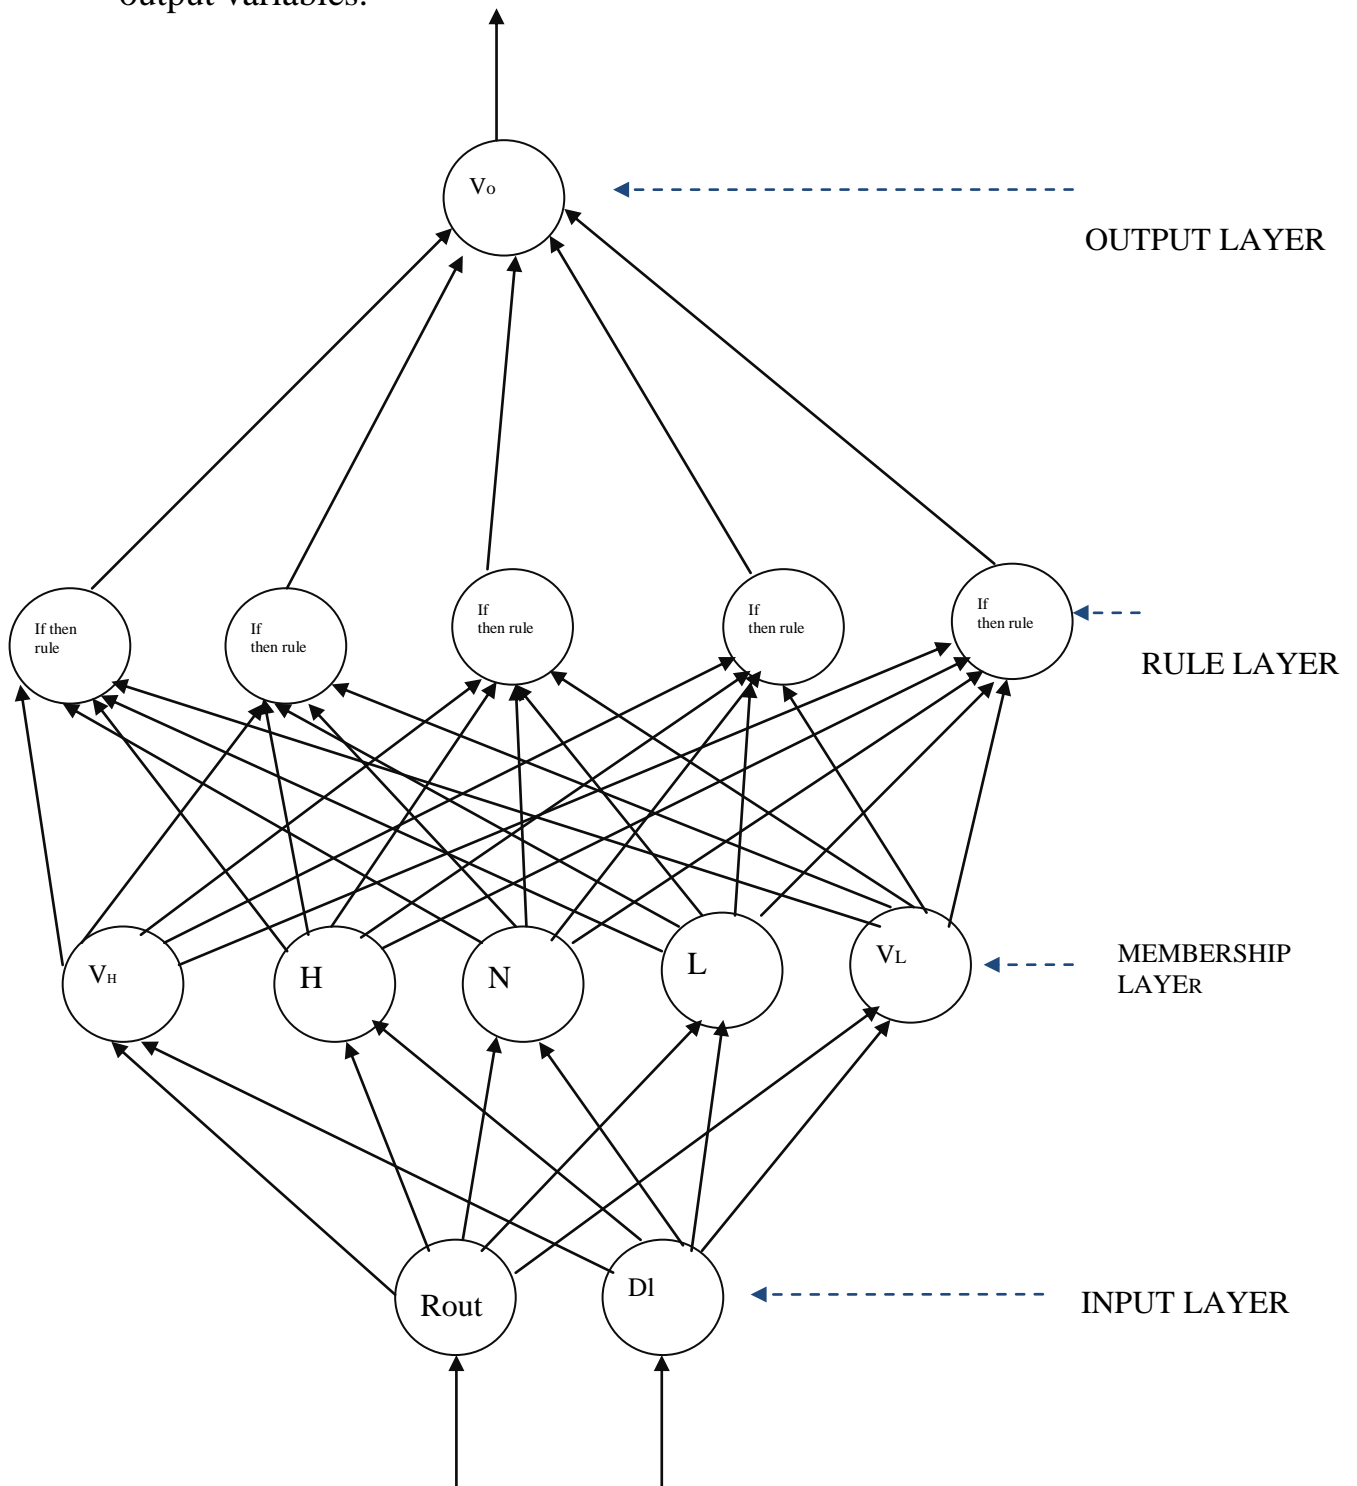 output variables.
Vo
OUTPUT LAYER
If then
rule
If
then rule
If
then rule
If
then rule
If
then rule
RULE LAYER
VH
H
N
L
VL
MEMBERSHIP
LAYER
Rout
Dl
INPUT LAYER